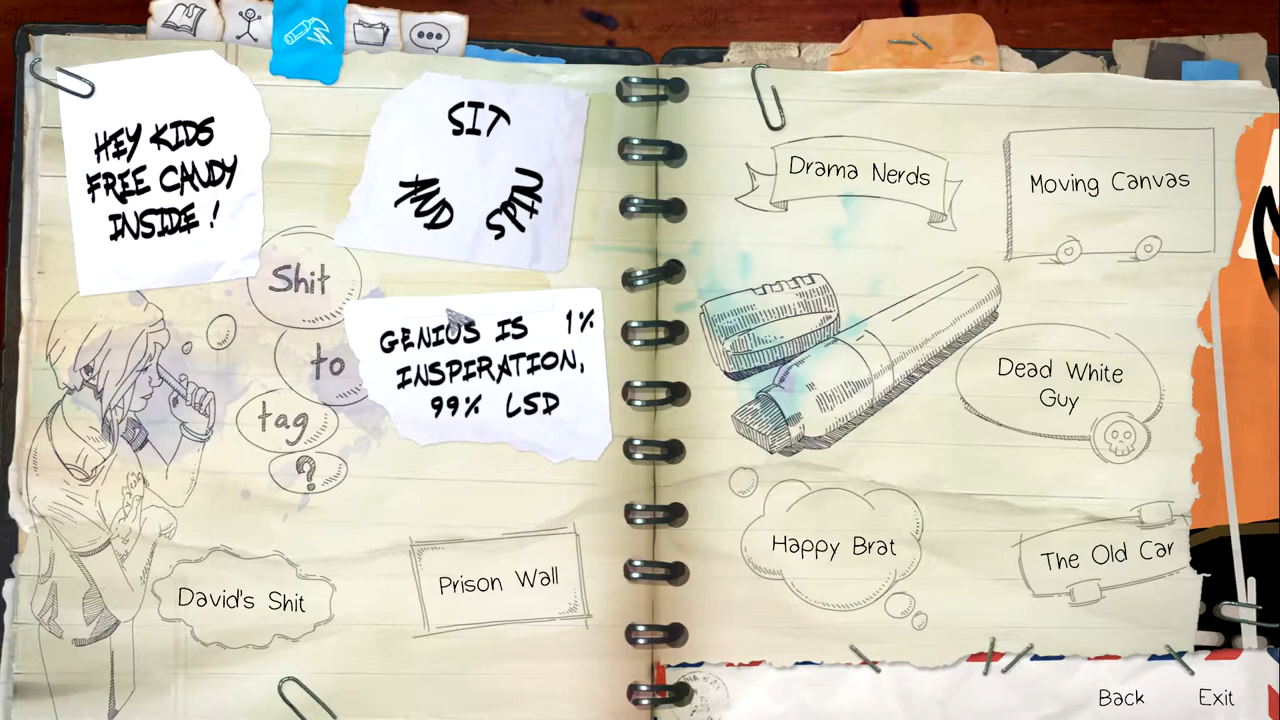 HEY KIDS
FREE CANDY
INSIDE !
SIT
AND
SPIN
Shit
to
tag
?
GENIUS IS 1%
INSPIRATION,
99% LSD
David's Shit
Prison Wall
Drama Nerds
Moving Canvas
Dead White
Guy
Happy Brat
The Old Car
Back
Exit